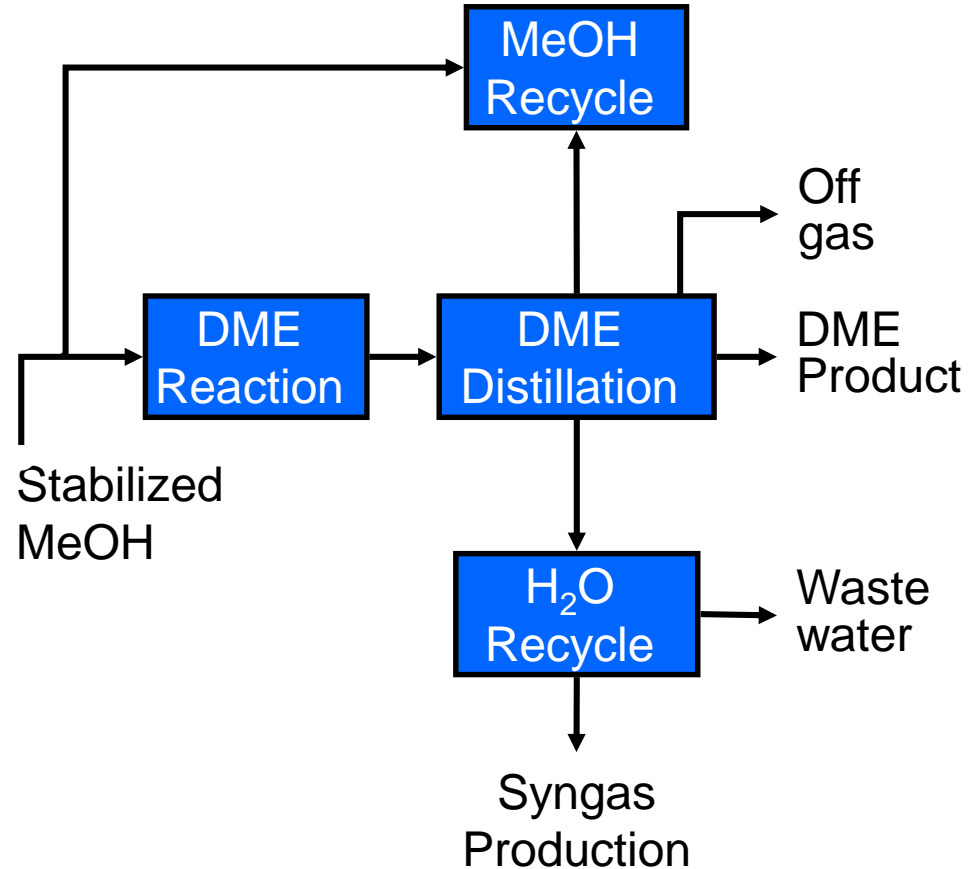 MeOH
Recycle
Off
gas
DME
Reaction
DME
Distillation
DME
Product
Stabilized
MeOH
H₂O
Recycle
Waste
water
Syngas
Production